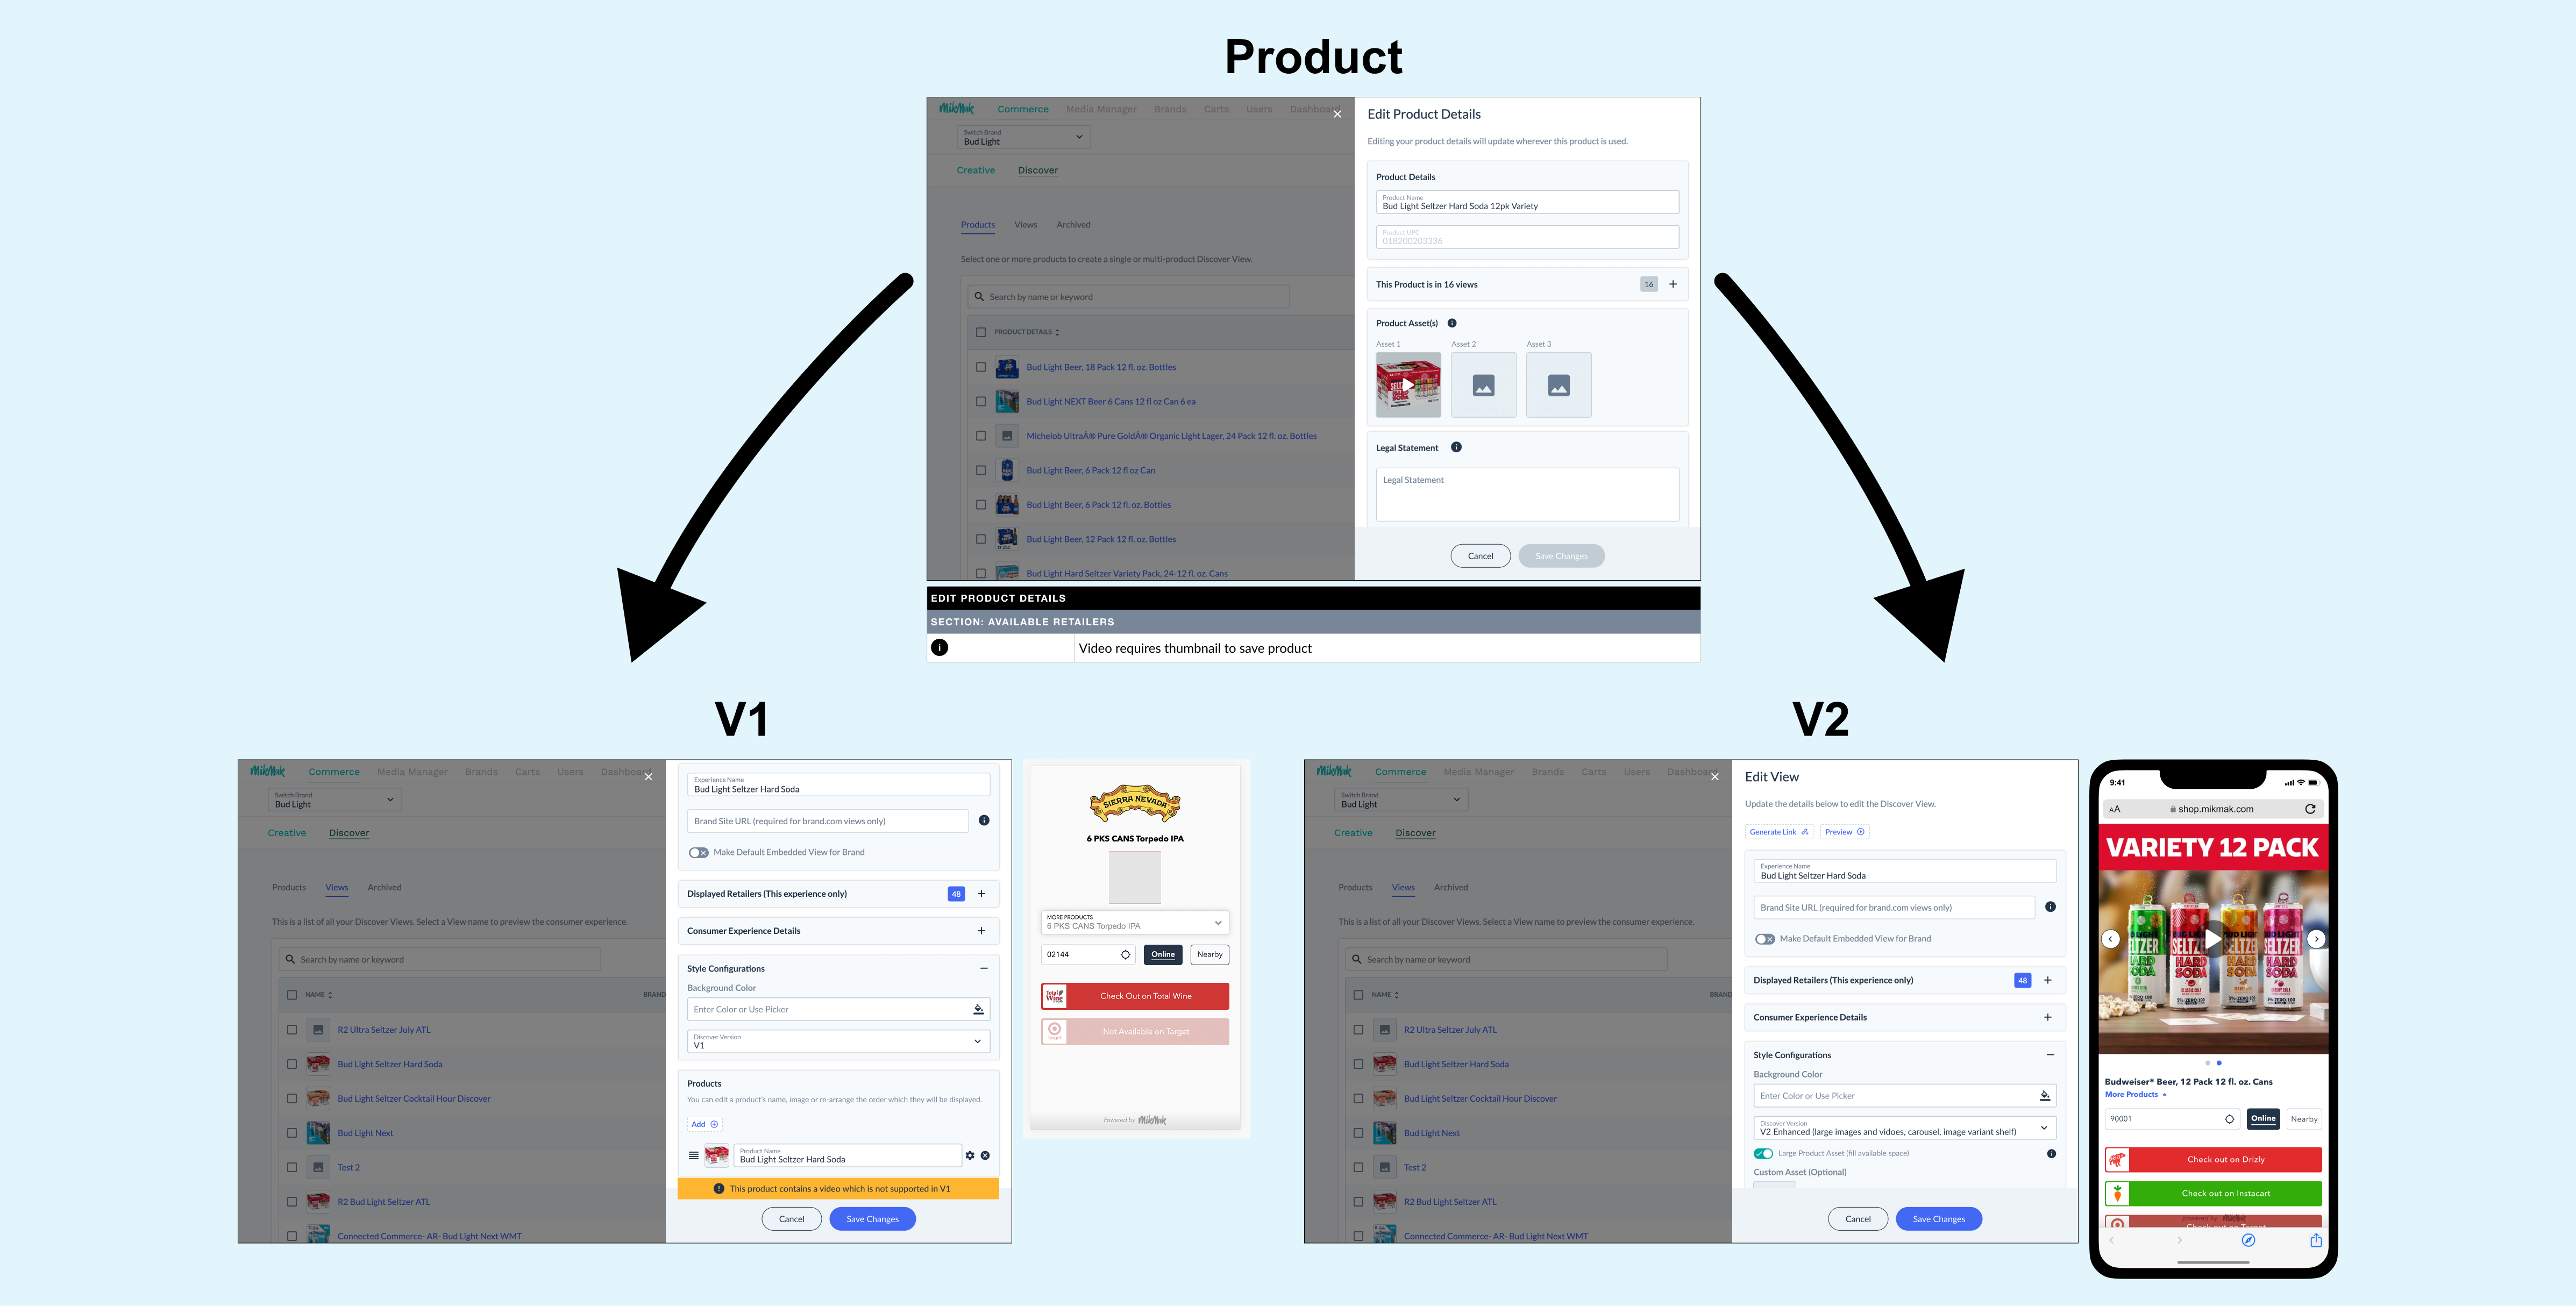 Product
MikMak Commerce Media Manager Brands Carts Users Dashboard
Switch Brand
Bud Light
Creative Discover
Products Views Archived
Select one or more products to create a single or multi-product Discover View.
Search by name or keyword
PRODUCT DETAILS
Bud Light Beer, 18 Pack 12 fl. oz. Bottles
Bud Light NEXT Beer 6 Cans 12 fl oz Can 6 ea
Michelob UltraÂ® Pure GoldÂ® Organic Light Lager, 24 Pack 12 fl. oz. Bottles
Bud Light Beer, 6 Pack 12 fl oz Can
Bud Light Beer, 6 Pack 12 fl. oz. Bottles
Bud Light Beer, 12 Pack 12 fl. oz. Bottles
Bud Light Hard Seltzer Variety Pack, 24-12 fl. oz. Cans
Edit Product Details
Editing your product details will update wherever this product is used.
Product Details
Product Name
Bud Light Seltzer Hard Soda 12pk Variety
Product UPC
018200203336
This Product is in 16 views 16
Product Asset(s)
Asset 1 Asset 2 Asset 3
Legal Statement
Legal Statement
Cancel Save Changes
EDIT PRODUCT DETAILS
SECTION: AVAILABLE RETAILERS
Video requires thumbnail to save product
V1
MikMak Commerce Media Manager Brands Carts Users Dashboard
Switch Brand
Bud Light
Creative Discover
Products Views Archived
This is a list of all your Discover Views. Select a View name to preview the consumer experience.
Search by name or keyword
NAME BRAND
R2 Ultra Seltzer July ATL
Bud Light Seltzer Hard Soda
Bud Light Seltzer Cocktail Hour Discover
Bud Light Next
Test 2
R2 Bud Light Seltzer ATL
Connected Commerce- AR- Bud Light Next WMT
Experience Name
Bud Light Seltzer Hard Soda
Brand Site URL (required for brand.com views only)
Make Default Embedded View for Brand
Displayed Retailers (This experience only) 48
Consumer Experience Details
Style Configurations
Background Color
Enter Color or Use Picker
Discover Version
V1
Products
You can edit a product's name, image or re-arrange the order which they will be displayed.
Add
Product Name
Bud Light Seltzer Hard Soda
This product contains a video which is not supported in V1
Cancel Save Changes
SIERRA NEVADA
6 PKS CANS Torpedo IPA
MORE PRODUCTS
6 PKS CANS Torpedo IPA
02144 Online Nearby
Total Wine Check Out on Total Wine
target Not Available on Target
Powered by MikMak
V2
MikMak Commerce Media Manager Brands Carts Users Dashboard
Switch Brand
Bud Light
Creative Discover
Products Views Archived
This is a list of all your Discover Views. Select a View name to preview the consumer experience.
Search by name or keyword
NAME BRAND
R2 Ultra Seltzer July ATL
Bud Light Seltzer Hard Soda
Bud Light Seltzer Cocktail Hour Discover
Bud Light Next
Test 2
R2 Bud Light Seltzer ATL
Connected Commerce- AR- Bud Light Next WMT
Edit View
Update the details below to edit the Discover View.
Generate Link Preview
Experience Name
Bud Light Seltzer Hard Soda
Brand Site URL (required for brand.com views only)
Make Default Embedded View for Brand
Displayed Retailers (This experience only) 48
Consumer Experience Details
Style Configurations
Background Color
Enter Color or Use Picker
Discover Version
V2 Enhanced (large images and vidoes, carousel, image variant shelf)
Large Product Asset (fill available space)
Custom Asset (Optional)
Cancel Save Changes
9:41
AA shop.mikmak.com
VARIETY 12 PACK
Budweiser® Beer, 12 Pack 12 fl. oz. Cans
More Products
90001 Online Nearby
Check out on Drizly
Check out on Instacart
Check out on Target